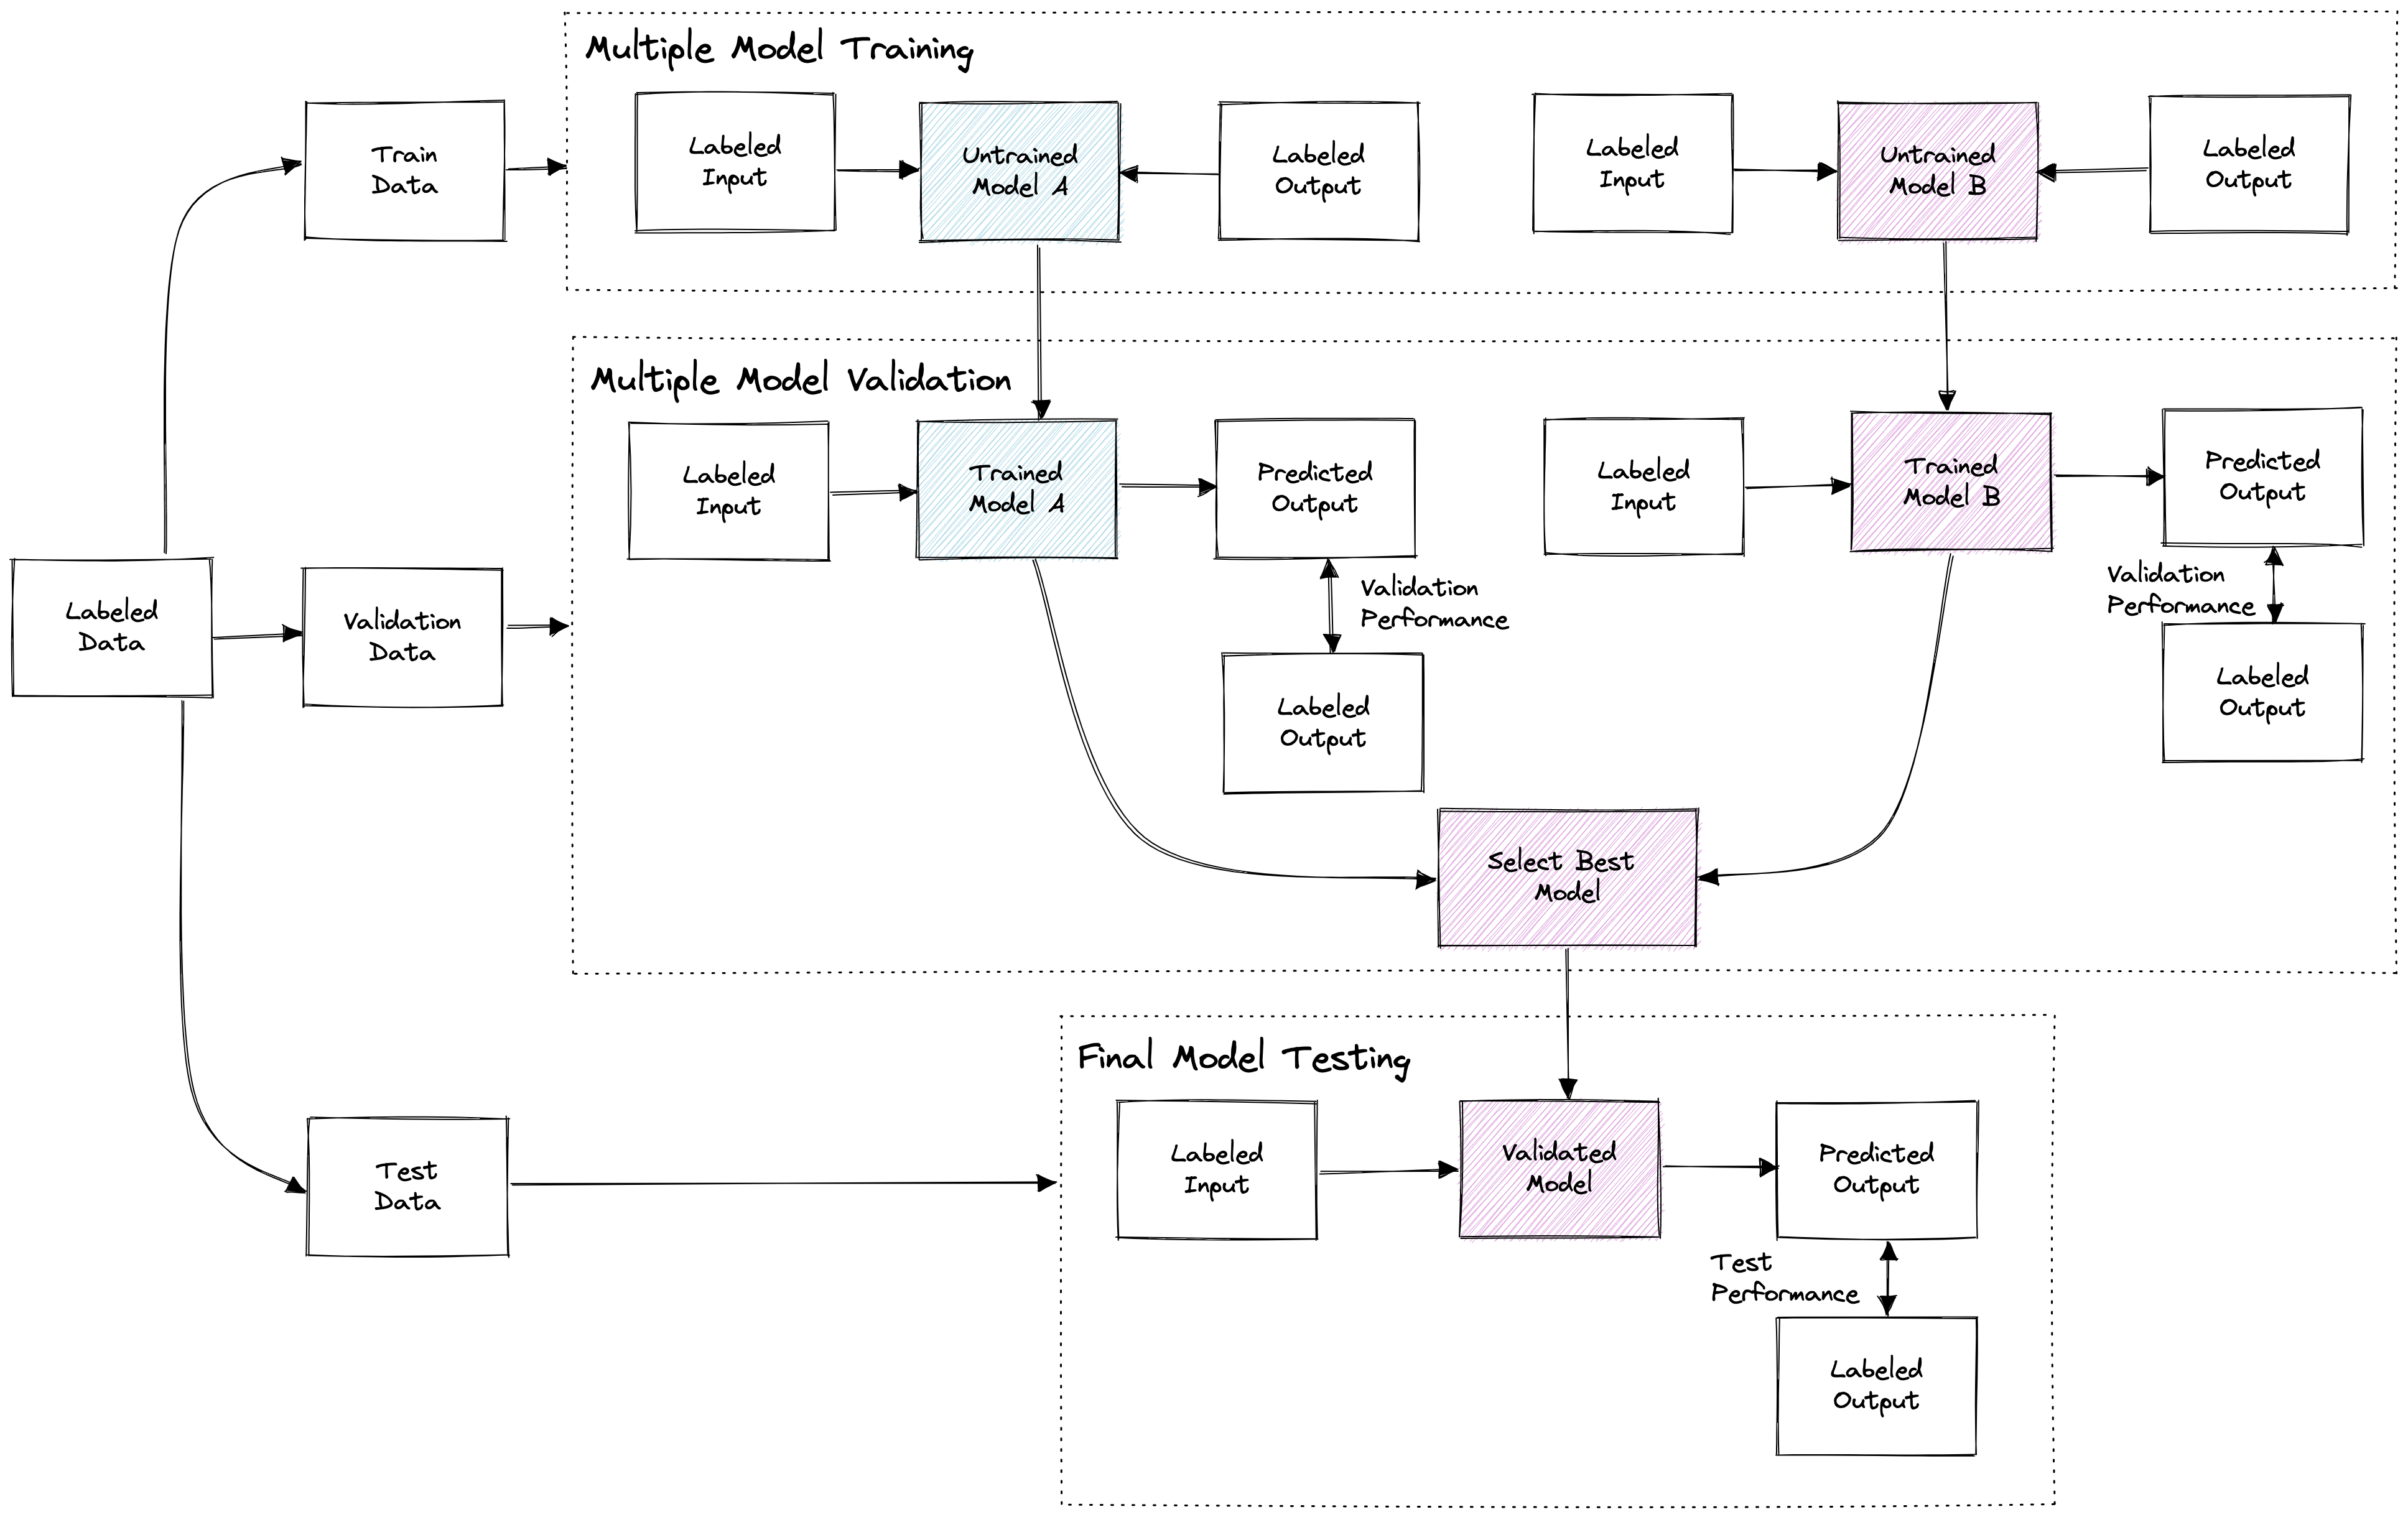 Multiple Model Training
Train
Data
Labeled
Input
Untrained
Model A
Labeled
Output
Labeled
Input
Untrained
Model B
Labeled
Output
Multiple Model Validation
Labeled
Data
Validation
Data
Labeled
Input
Trained
Model A
Predicted
Output
Validation
Performance
Labeled
Output
Labeled
Input
Trained
Model B
Predicted
Output
Validation
Performance
Labeled
Output
Select Best
Model
Final Model Testing
Test
Data
Labeled
Input
Validated
Model
Predicted
Output
Test
Performance
Labeled
Output